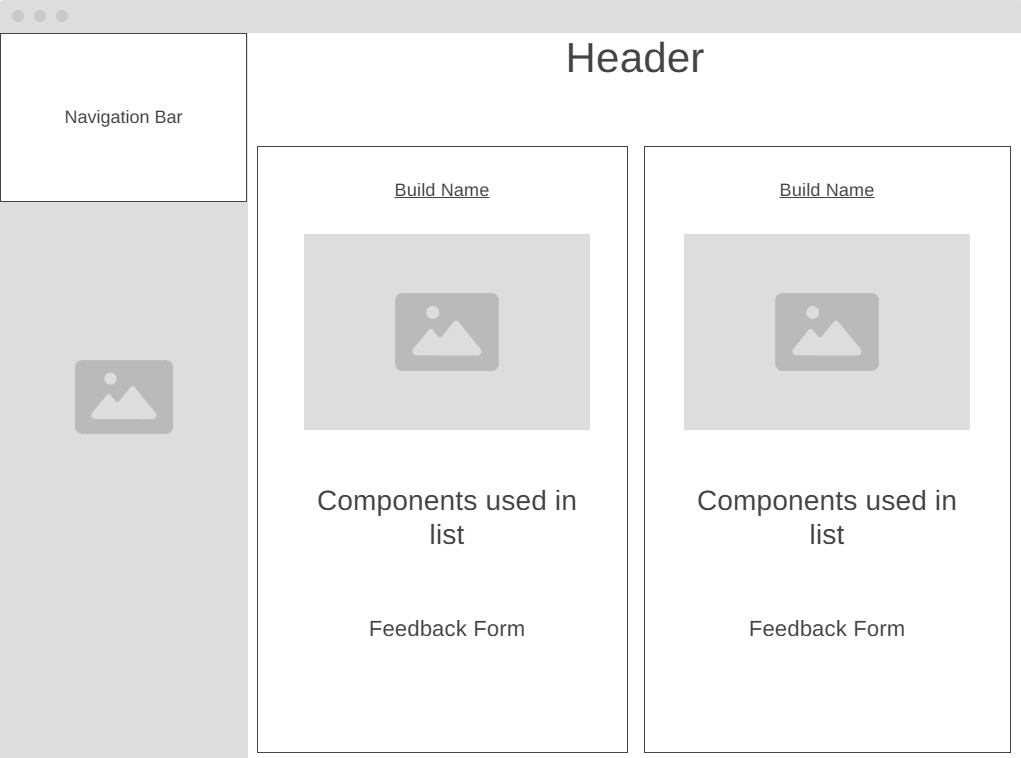 Header
Navigation Bar
Build Name
Components used in
list
Feedback Form
Build Name
Components used in
list
Feedback Form